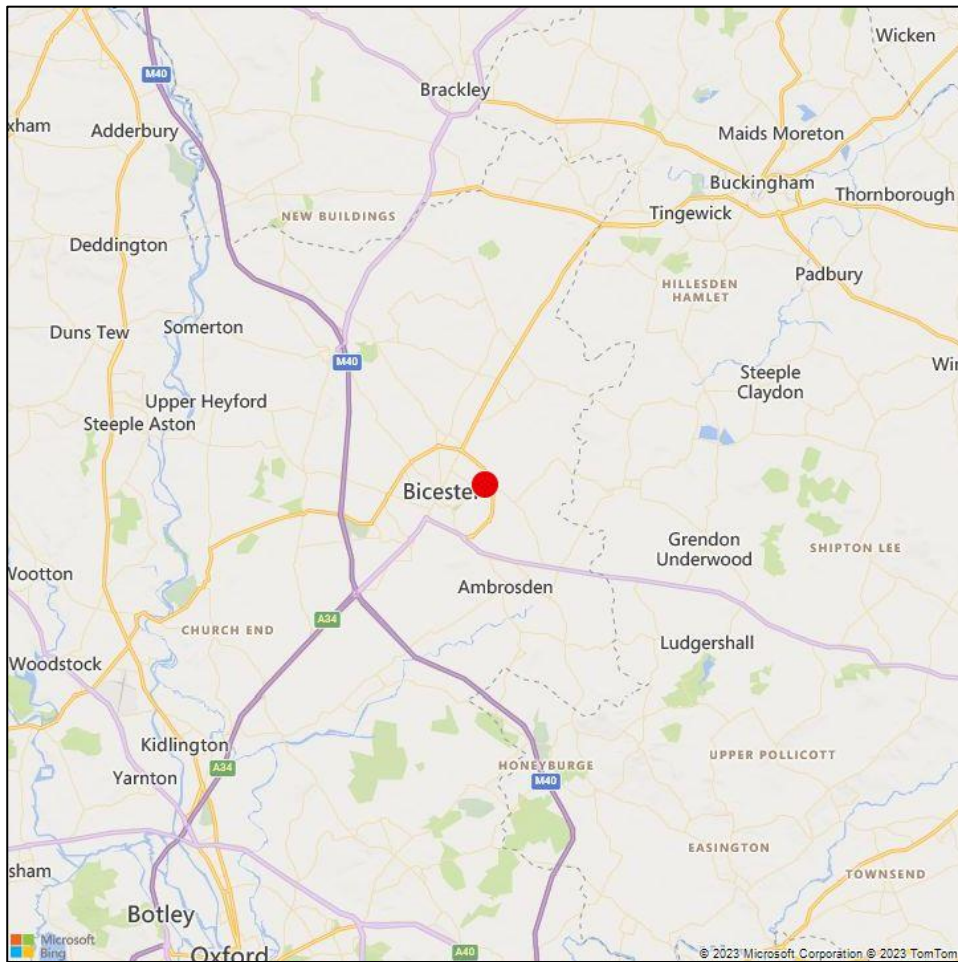 Wicken
M40
Brackley
xham
Adderbury
Maids Moreton
Buckingham
Thornborough
Tingewick
NEW BUILDINGS
Deddington
Padbury
HILLESDEN
HAMLET
Duns Tew
Somerton
M40
Win
Steeple
Claydon
Upper Heyford
Steeple Aston
Bicester
Grendon
Underwood
SHIPTON LEE
Wootton
Ambrosden
A34
CHURCH END
Ludgershall
Woodstock
Kidlington
A34
HONEYBURGE
UPPER POLLICOTT
Yarnton
M40
EASINGTON
sham
TOWNSEND
Botley
Microsoft
Bing
Oxford
A40
© 2023 Microsoft Corporation © 2023 TomTom